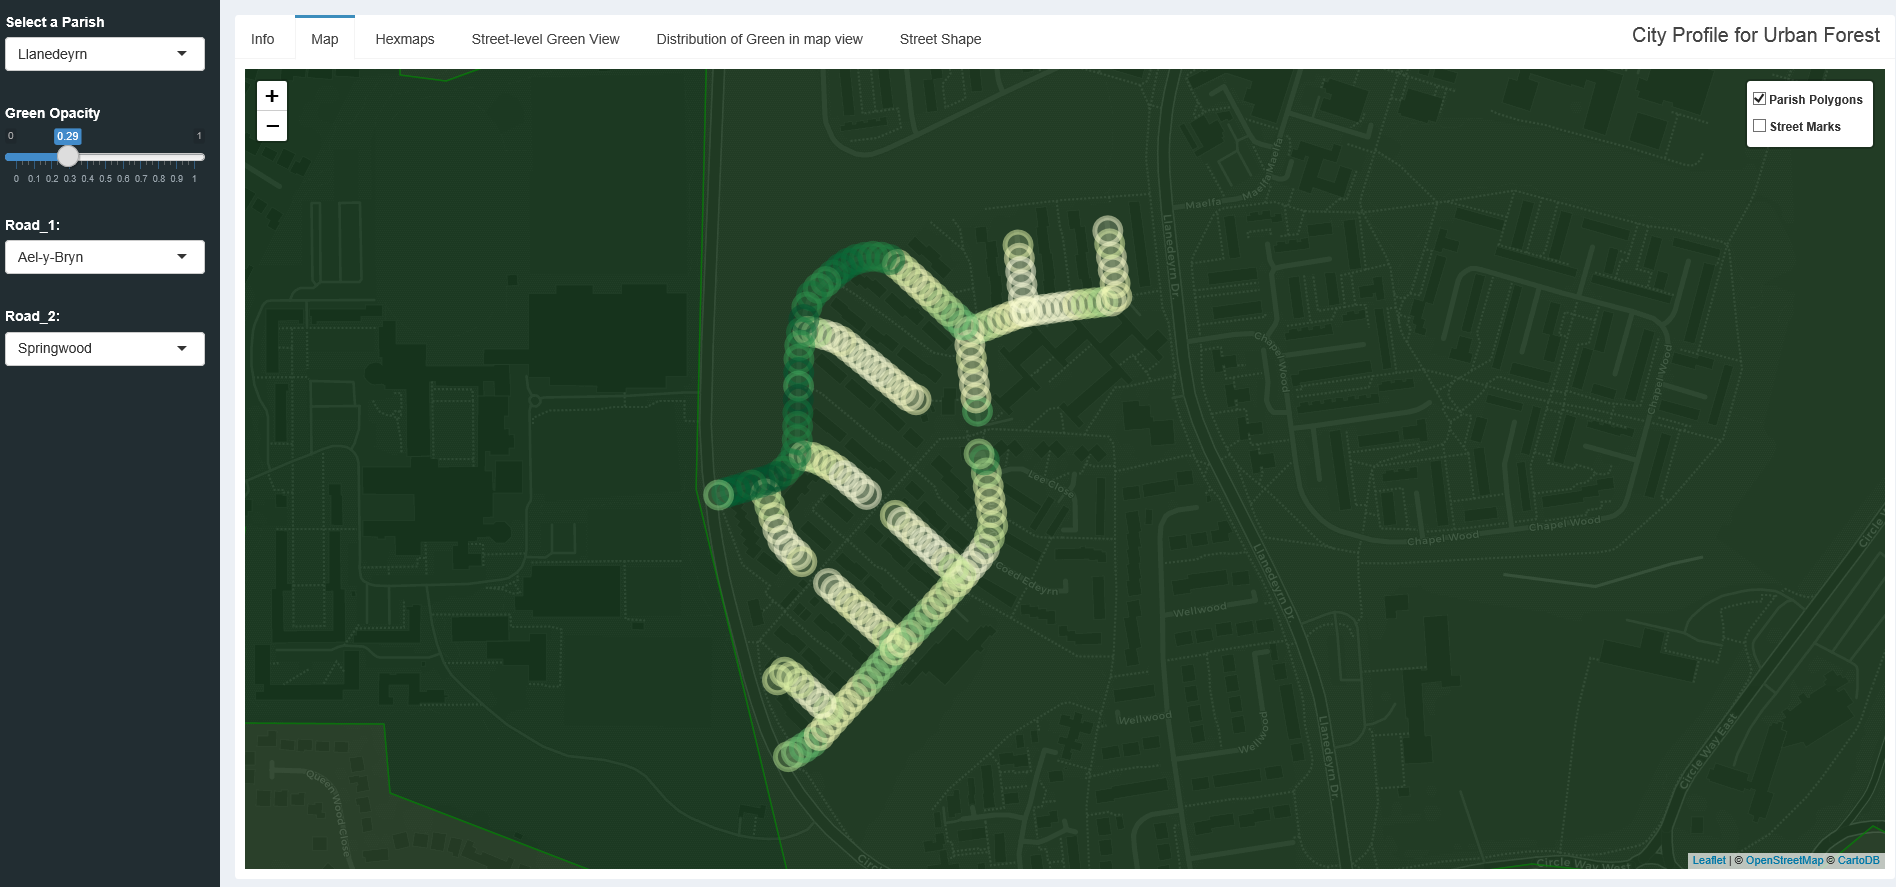 Select a Parish
Llanedeyrn
Green Opacity
0 0.29 1
0 0.1 0.2 0.3 0.4 0.5 0.6 0.7 0.8 0.9 1
Road_1:
Ael-y-Bryn
Road_2:
Springwood
Info Map Hexmaps Street-level Green View Distribution of Green in map view Street Shape
City Profile for Urban Forest
+
−
Parish Polygons
Street Marks
Maelfa
Maelfa
Maelfa
Llanedeyrn Dr
Chapel Wood
Chapel Wood
Lee Close
Chapel Wood
Chapel Wood
Coed Edeyrn
Llanedeyrn Dr
Wellwood
Wellwood
Wellwood
Llanedeyrn Dr
Circle Way East
Queen Wood Close
Circle Way West
Leaflet | © OpenStreetMap © CartoDB